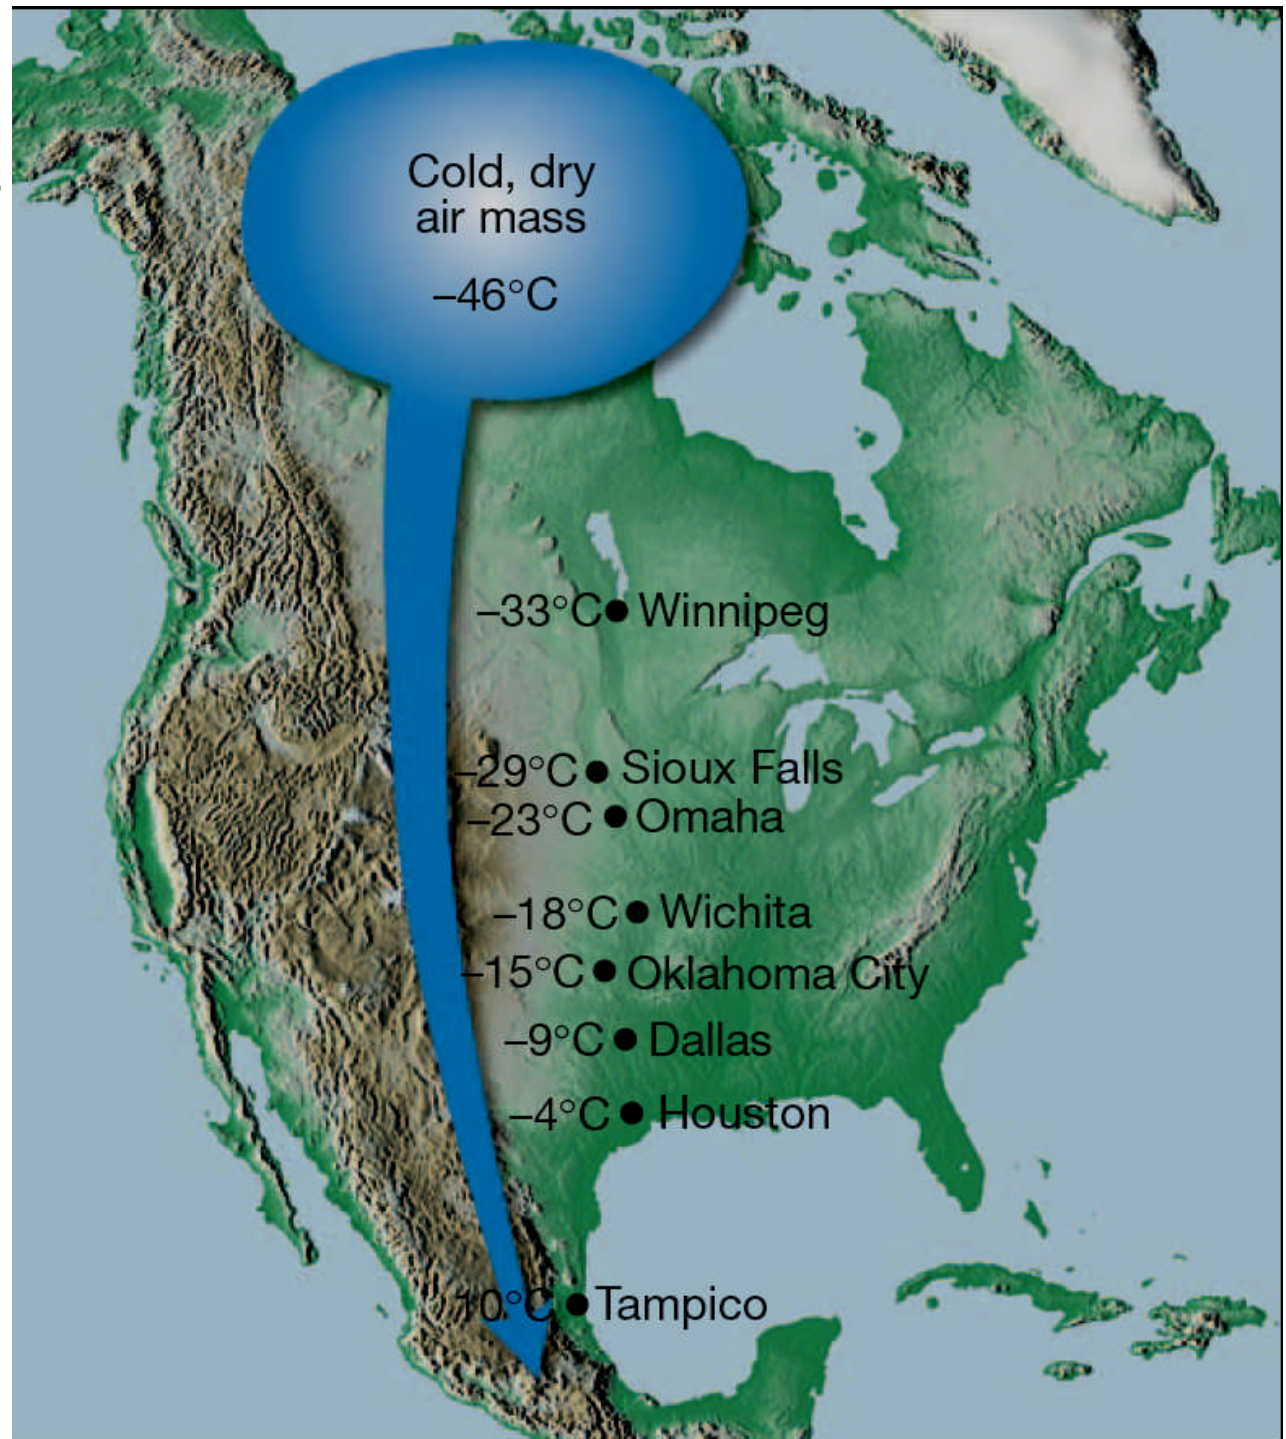 Cold, dry
air mass
–46°C
–33°C Winnipeg
–29°C Sioux Falls
–23°C Omaha
–18°C Wichita
–15°C Oklahoma City
–9°C Dallas
–4°C Houston
10°C Tampico